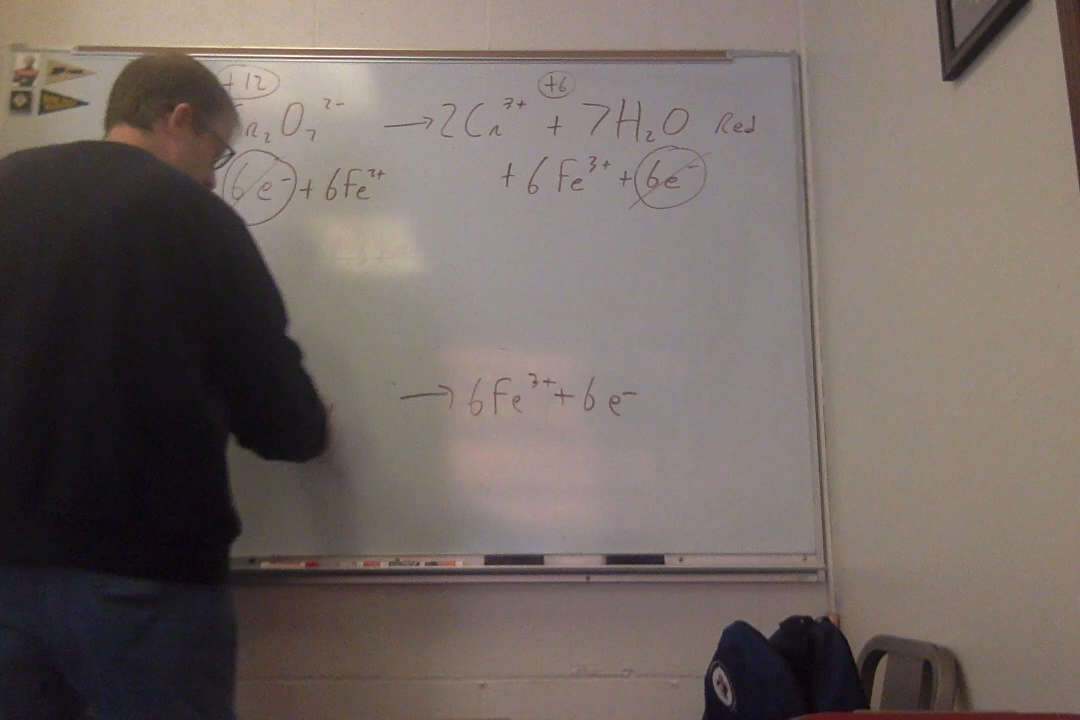 +12 +6
r₂O₇²⁻ → 2Cr³⁺ + 7H₂O Red
6e⁻ + 6Fe²⁺ + 6Fe³⁺ + 6e⁻
→ 6Fe³⁺ + 6e⁻